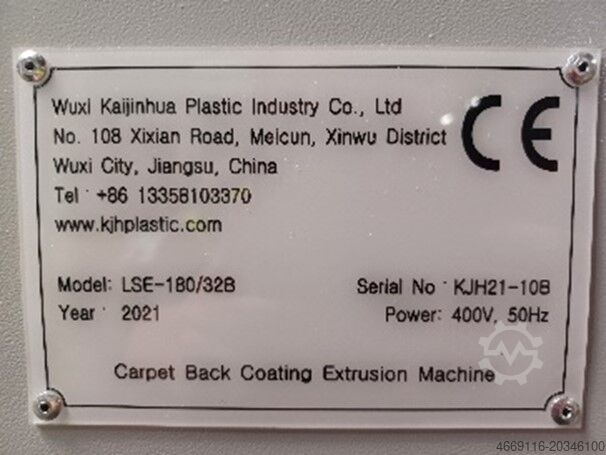 Wuxi Kaijinhua Plastic Industry Co., Ltd
No. 108 Xixian Road, Meicun, Xinwu District
Wuxi City, Jiangsu, China
Tel : +86 13358103370
www.kjhplastic.com
CE
Model: LSE-180/32B
Serial No : KJH21-10B
Year : 2021
Power: 400V, 50Hz
Carpet Back Coating Extrusion Machine
4669116-20346100